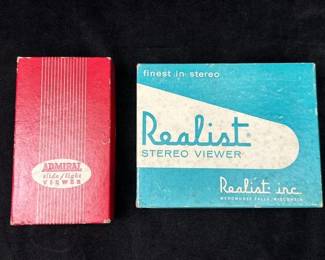 ADMIRAL
slide/light
VIEWER
finest in stereo
Realist
STEREO VIEWER
Realist inc.
MENOMONEE FALLS, WISCONSIN